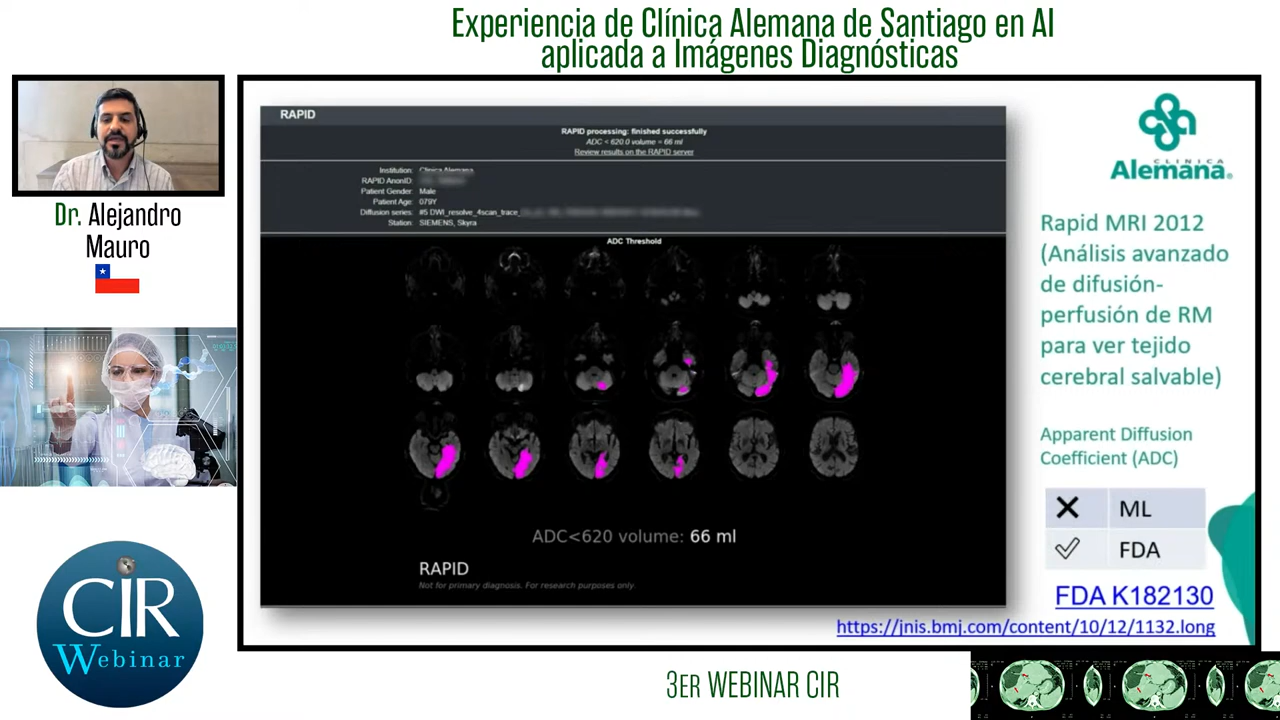 Experiencia de Clínica Alemana de Santiago en AI
aplicada a Imágenes Diagnósticas
Dr. Alejandro
Mauro
RAPID
RAPID processing: finished successfully
ADC < 620.0 volume = 66 ml
Review results on the RAPID server
Institution: Clinica Alemana
RAPID AnonID:
Patient Gender: Male
Patient Age: 079Y
Diffusion series: #5 DWI_resolve_4scan_trace_
Station: SIEMENS, Skyra
ADC Threshold
ADC<620 volume: 66 ml
RAPID
Not for primary diagnosis. For research purposes only.
CLINICA
Alemana
Rapid MRI 2012
(Análisis avanzado
de difusión-
perfusión de RM
para ver tejido
cerebral salvable)
Apparent Diffusion
Coefficient (ADC)
ML
FDA
FDA K182130
https://jnis.bmj.com/content/10/12/1132.long
CIR
Webinar
3ER WEBINAR CIR